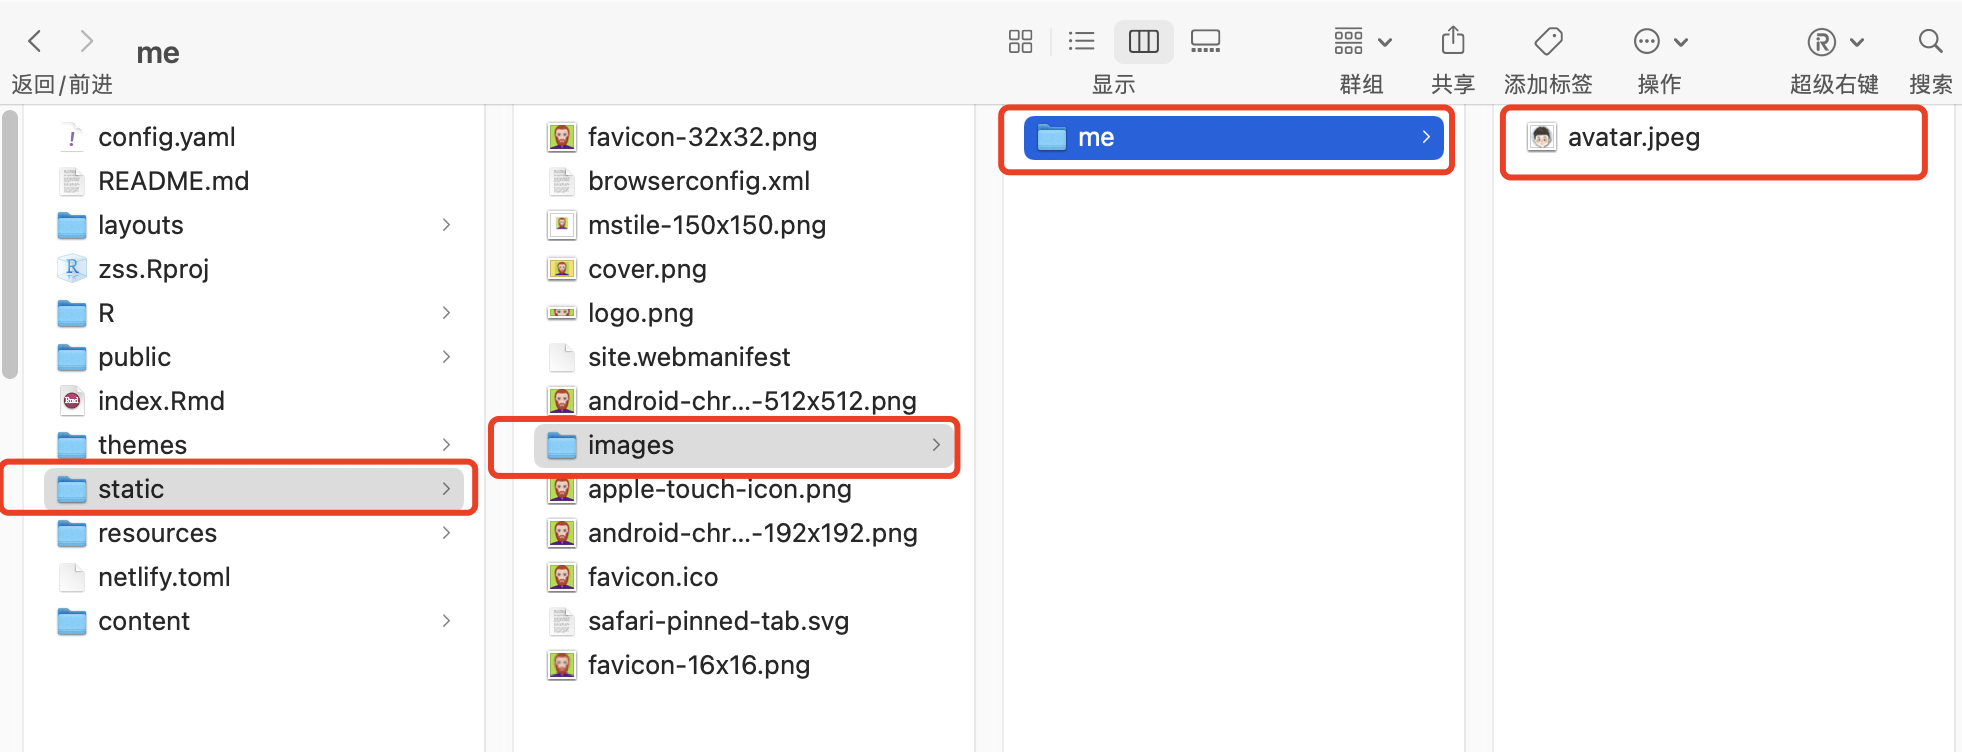 me
返回/前进
显示
群组
共享
添加标签
操作
超级右键
搜索
config.yaml
README.md
layouts
zss.Rproj
R
public
index.Rmd
themes
static
resources
netlify.toml
content
favicon-32x32.png
browserconfig.xml
mstile-150x150.png
cover.png
logo.png
site.webmanifest
android-chr...-512x512.png
images
apple-touch-icon.png
android-chr...-192x192.png
favicon.ico
safari-pinned-tab.svg
favicon-16x16.png
me
avatar.jpeg